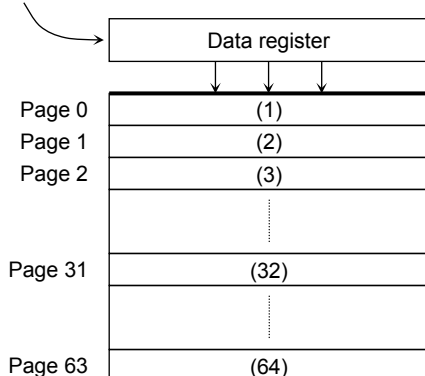 Data register
Page 0 (1)
Page 1 (2)
Page 2 (3)
Page 31 (32)
Page 63 (64)